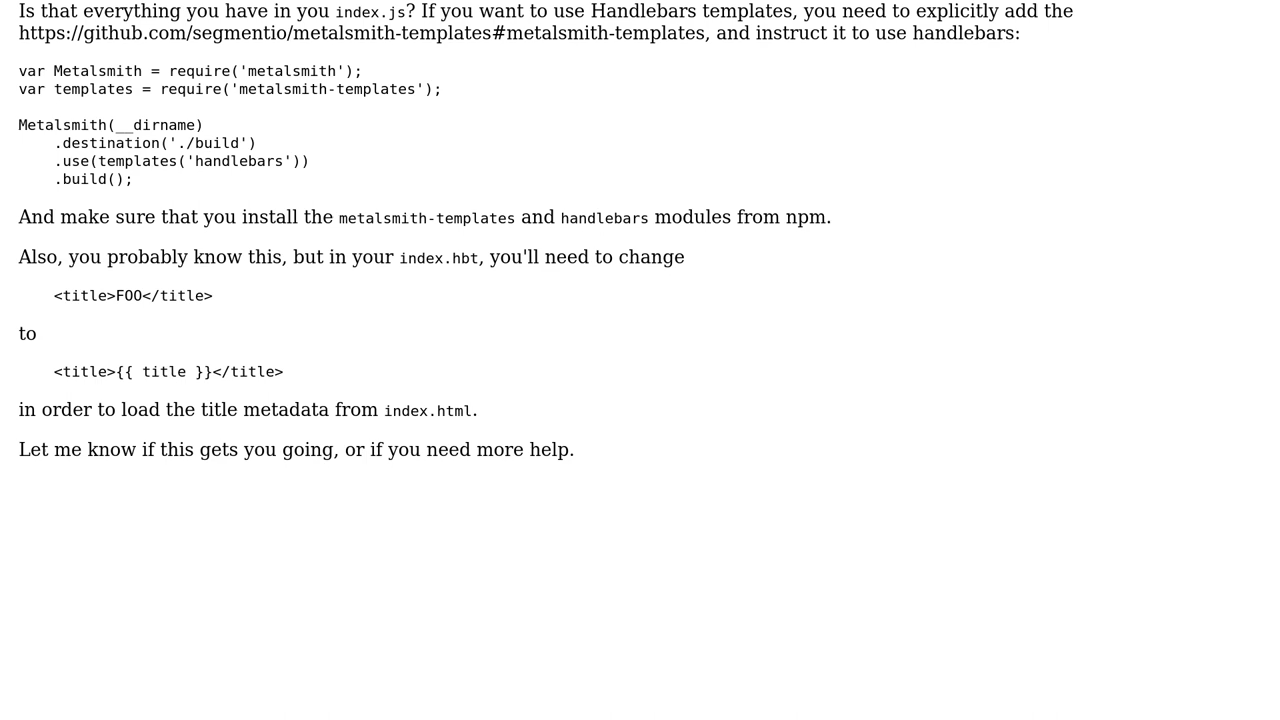 Is that everything you have in you index.js? If you want to use Handlebars templates, you need to explicitly add the
https://github.com/segmentio/metalsmith-templates#metalsmith-templates, and instruct it to use handlebars:
var Metalsmith = require('metalsmith');
var templates = require('metalsmith-templates');
Metalsmith(__dirname)
    .destination('./build')
    .use(templates('handlebars'))
    .build();
And make sure that you install the metalsmith-templates and handlebars modules from npm.
Also, you probably know this, but in your index.hbt, you'll need to change
    <title>FOO</title>
to
    <title>{{ title }}</title>
in order to load the title metadata from index.html.
Let me know if this gets you going, or if you need more help.